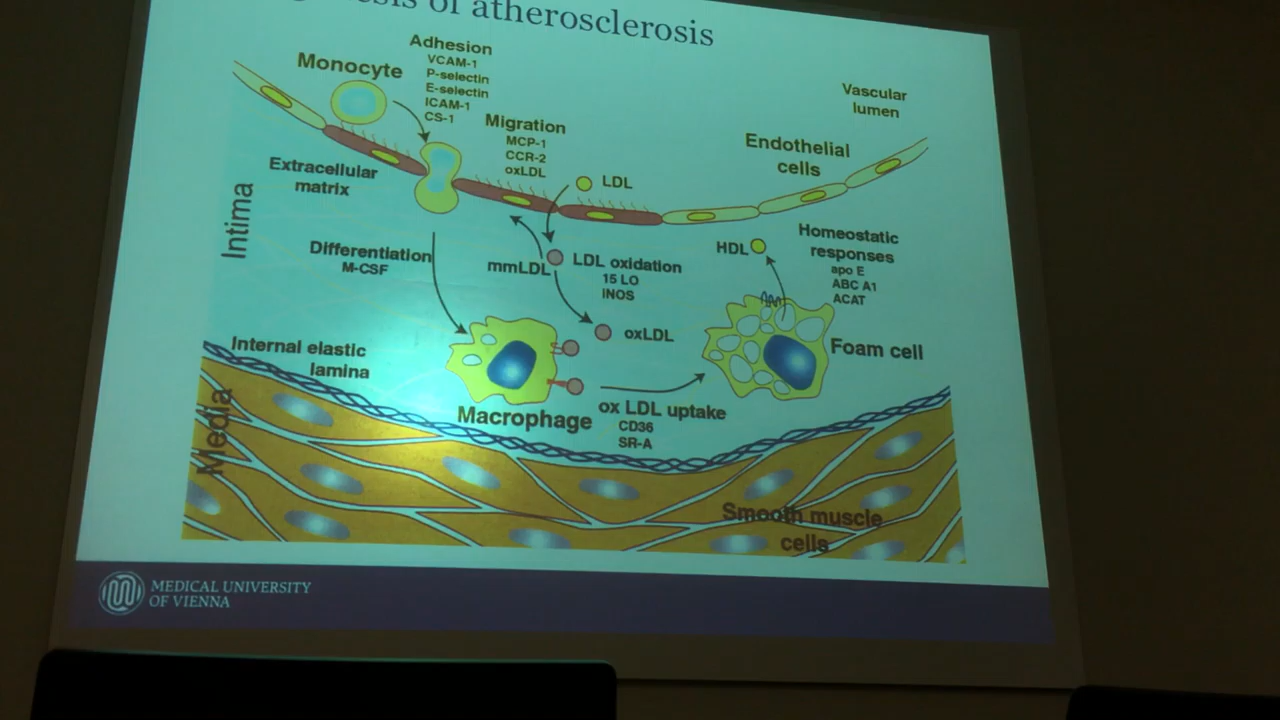 of atherosclerosis
Monocyte
Adhesion
VCAM-1
P-selectin
E-selectin
ICAM-1
CS-1
Migration
MCP-1
CCR-2
oxLDL
Vascular
lumen
Endothelial
cells
Extracellular
matrix
LDL
Intima
Differentiation
M-CSF
mmLDL
LDL oxidation
15 LO
iNOS
HDL
Homeostatic
responses
apo E
ABC A1
ACAT
oxLDL
Foam cell
Internal elastic
lamina
Macrophage
ox LDL uptake
CD36
SR-A
Media
Smooth muscle
cells
MEDICAL UNIVERSITY
OF VIENNA